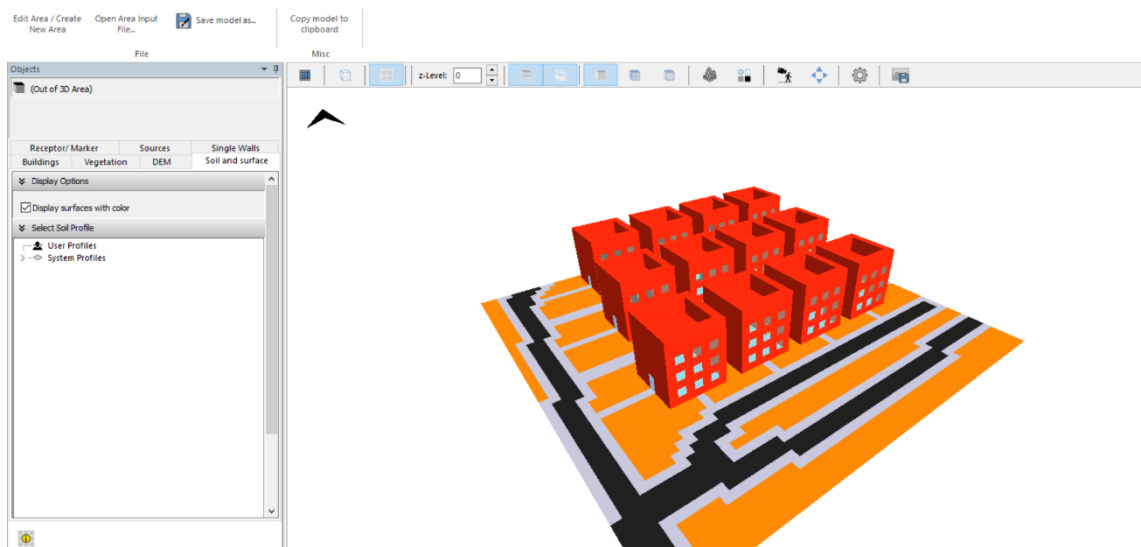 Edit Area / Create
New Area
Open Area Input
File...
Save model as...
Copy model to
clipboard
File
Misc
Objects
(Out of 3D Area)
z-Level: 0
Receptor/ Marker
Sources
Single Walls
Buildings
Vegetation
DEM
Soil and surface
Display Options
Display surfaces with color
Select Soil Profile
User Profiles
System Profiles